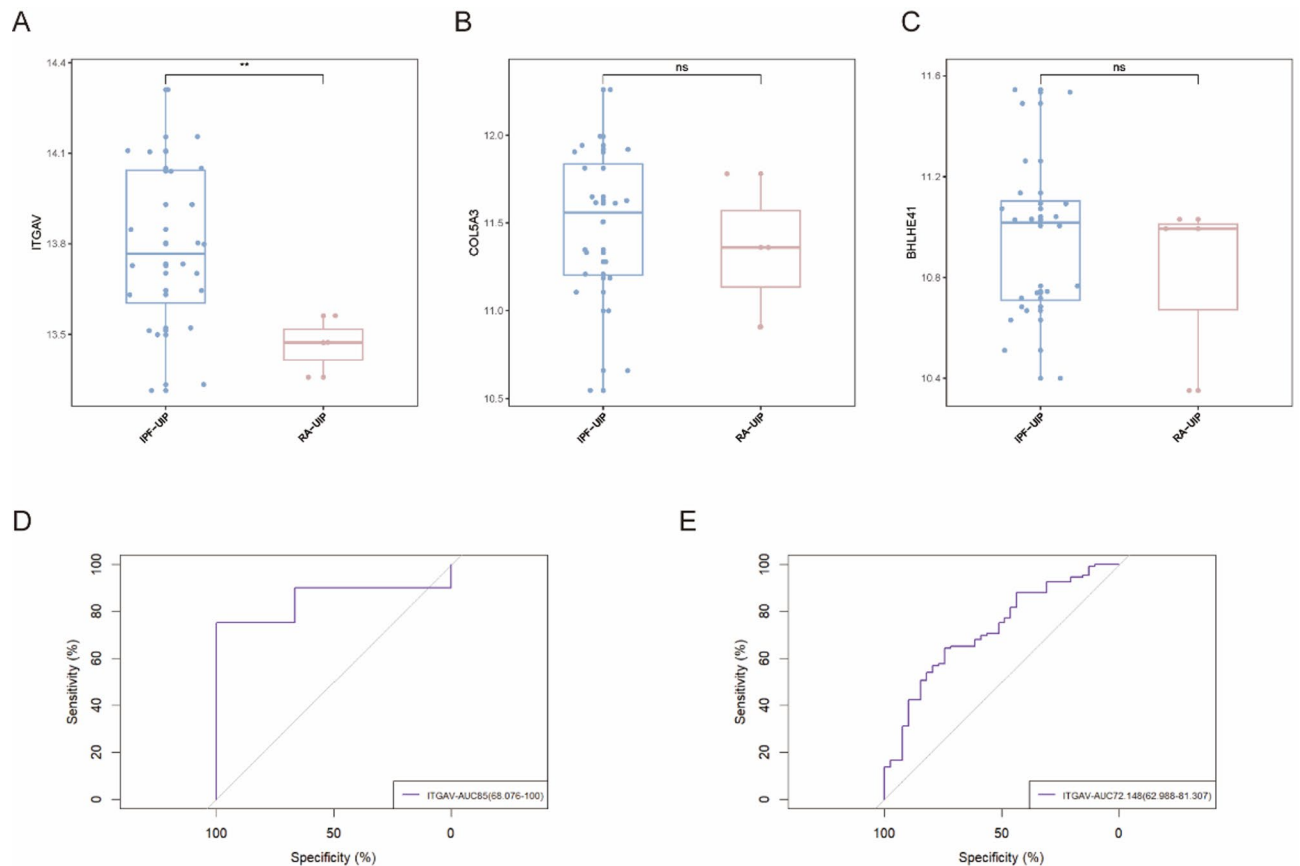 A
B
C
14.4
14.1
13.8
13.5
ITGAV
**
IPF-UIP
RA-UIP
12.0
11.5
11.0
10.5
COL5A3
ns
IPF-UIP
RA-UIP
11.6
11.2
10.8
10.4
BHLHE41
ns
IPF-UIP
RA-UIP
D
E
100
80
60
40
20
0
Sensitivity (%)
ITGAV-AUC85(68.076-100)
100
50
0
Specificity (%)
100
80
60
40
20
0
Sensitivity (%)
ITGAV-AUC72.148(62.988-81.307)
100
50
0
Specificity (%)